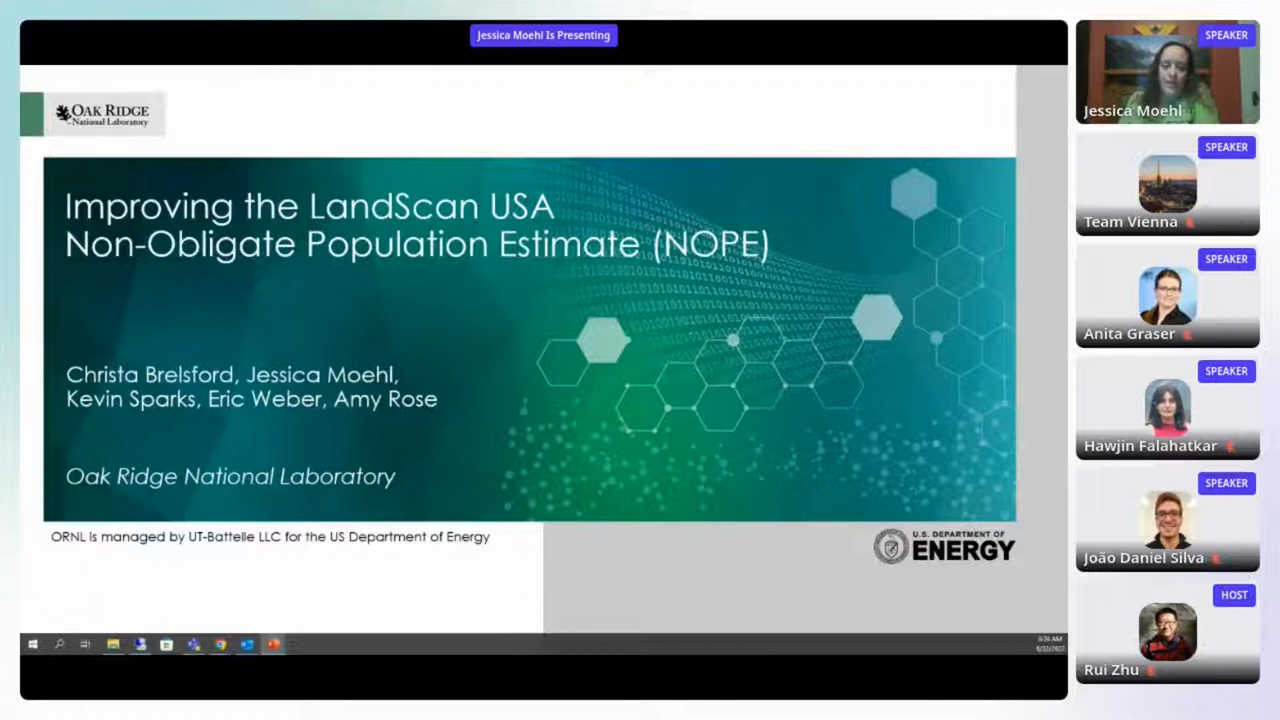 Jessica Moehl Is Presenting
OAK RIDGE
National Laboratory
Improving the LandScan USA
Non-Obligate Population Estimate (NOPE)
Christa Brelsford, Jessica Moehl,
Kevin Sparks, Eric Weber, Amy Rose
Oak Ridge National Laboratory
ORNL is managed by UT-Battelle LLC for the US Department of Energy
U.S. DEPARTMENT OF
ENERGY
SPEAKER
Jessica Moehl
SPEAKER
Team Vienna
SPEAKER
Anita Graser
SPEAKER
Hawjin Falahatkar
SPEAKER
João Daniel Silva
HOST
Rui Zhu